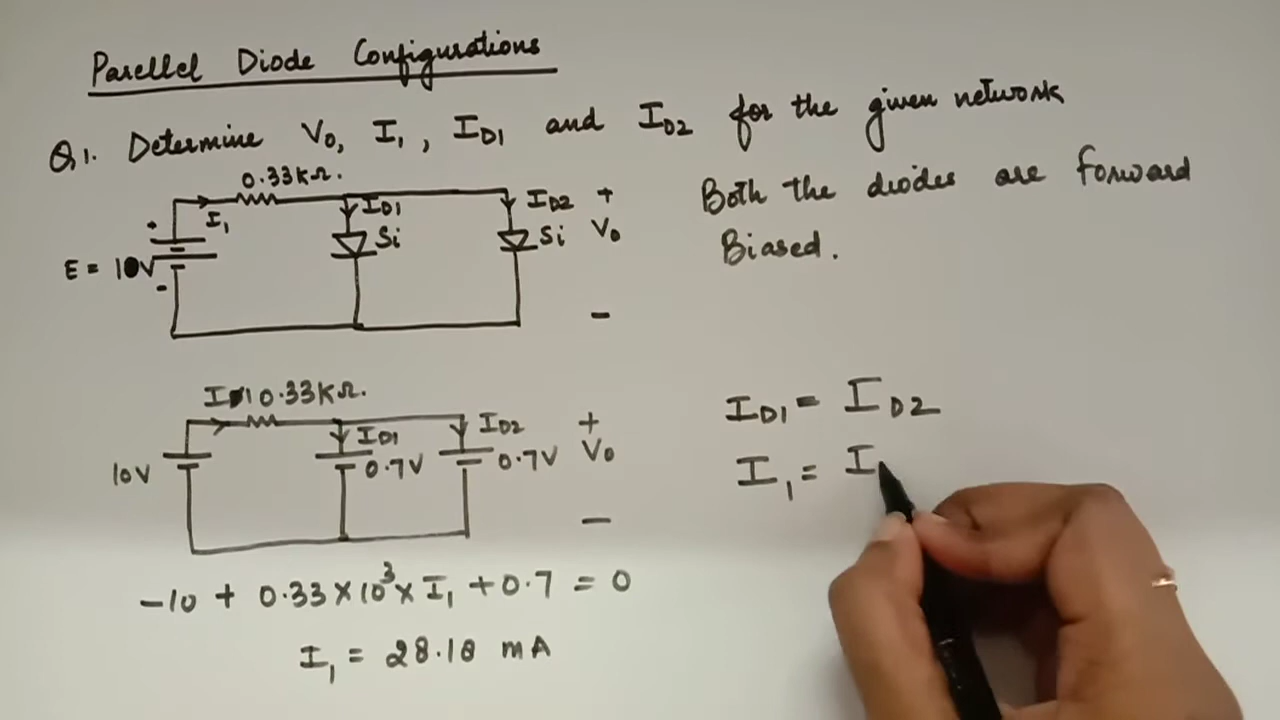 Parellel Diode Configurations
Q1. Determine V0, I1, ID1 and ID2 for the given network
0.33KΩ.
I1
ID1
ID2 +
Si
Si V0
+
E = 10V
-
-
Both the diodes are forward
Biased.
I1 0.33KΩ.
ID1
ID2 +
10V
0.7V
0.7V V0
-
-10 + 0.33×10³× I1 +0.7 = 0
I1 = 28.18 mA
ID1 = ID2
I1 = I